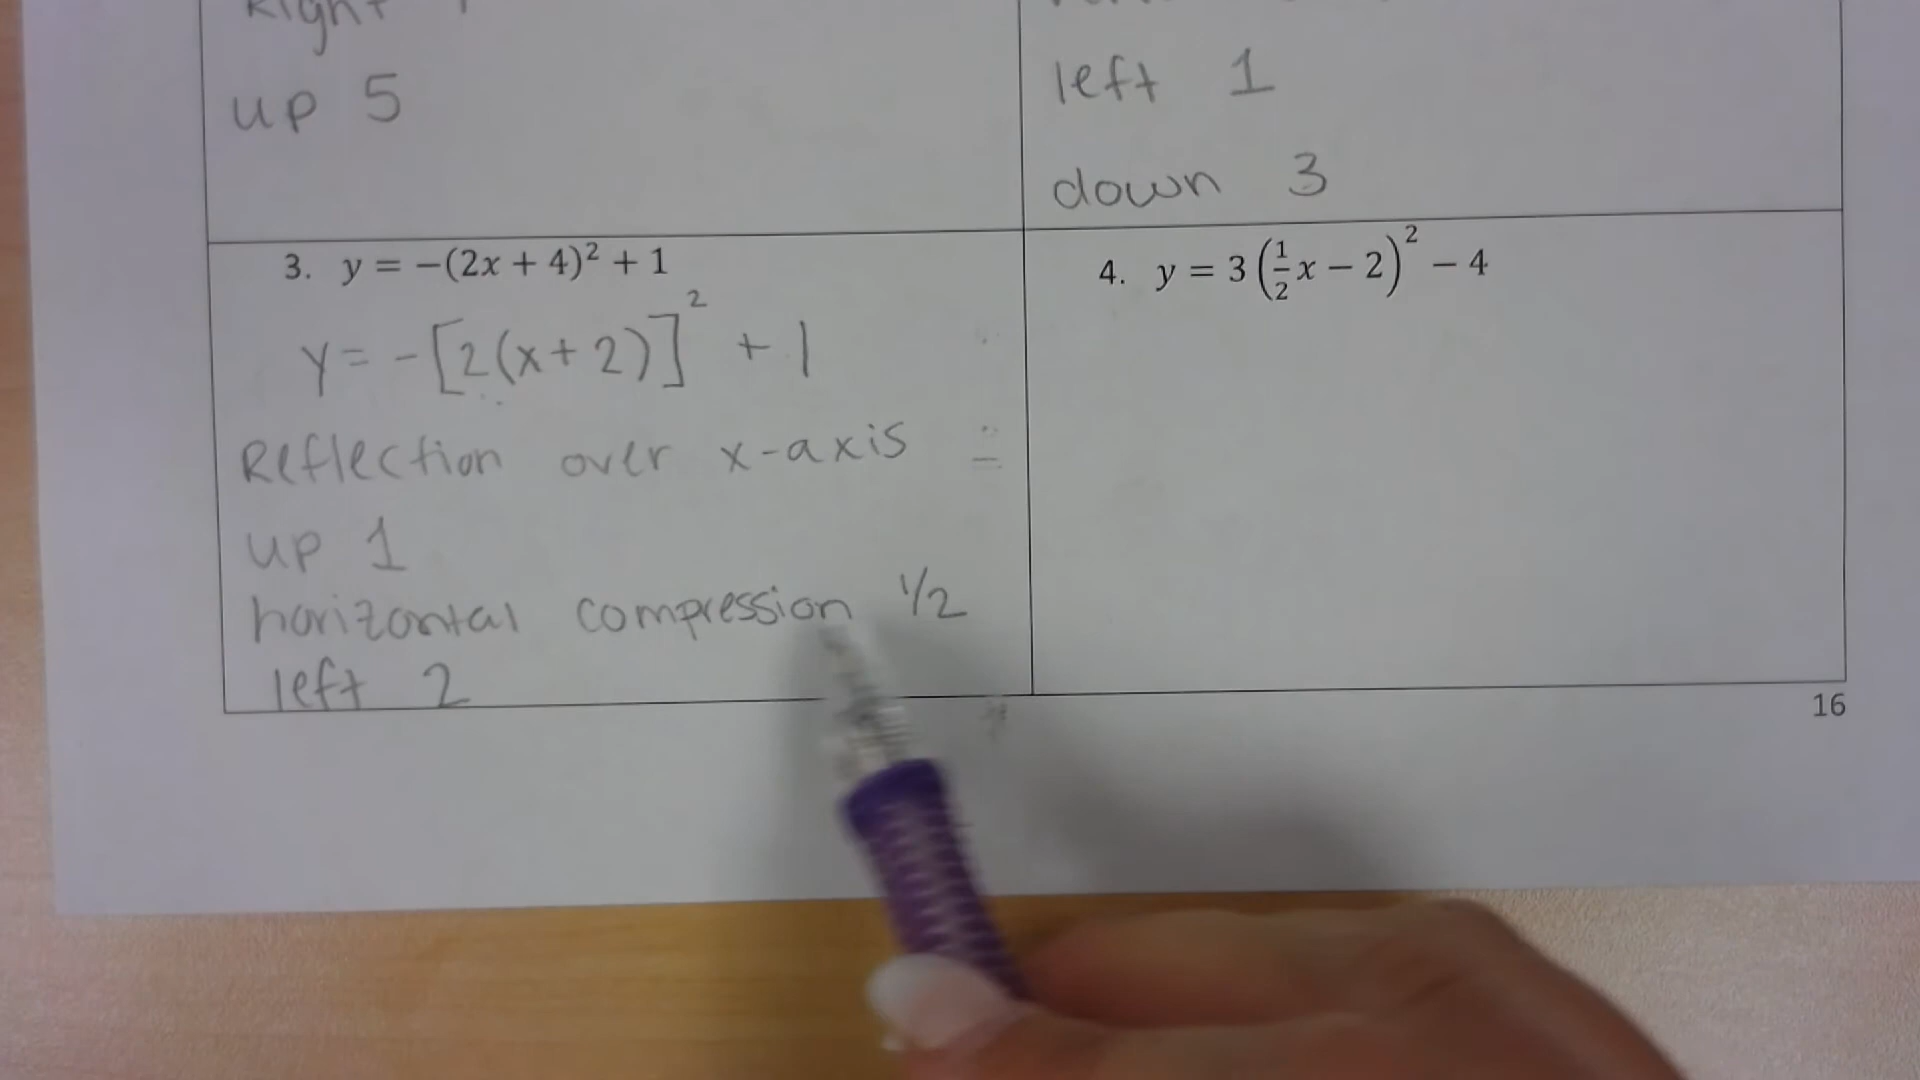 Right
up 5
left 1
down 3
3. y = −(2x + 4)² + 1
y = -[2(x+2)]² + 1
Reflection over x-axis
up 1
horizontal compression 1/2
left 2
4. y = 3(1/2x − 2)² − 4
16